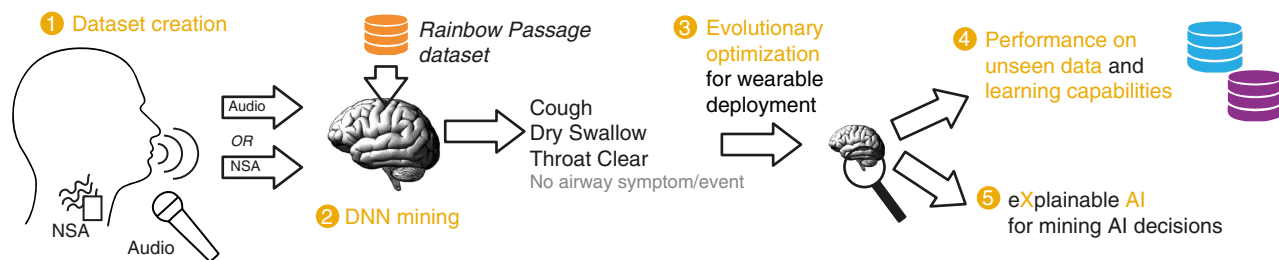 1 Dataset creation
NSA
Audio
Audio
OR
NSA
Rainbow Passage
dataset
2 DNN mining
Cough
Dry Swallow
Throat Clear
No airway symptom/event
3 Evolutionary
optimization
for wearable
deployment
4 Performance on
unseen data and
learning capabilities
5 eXplainable AI
for mining AI decisions